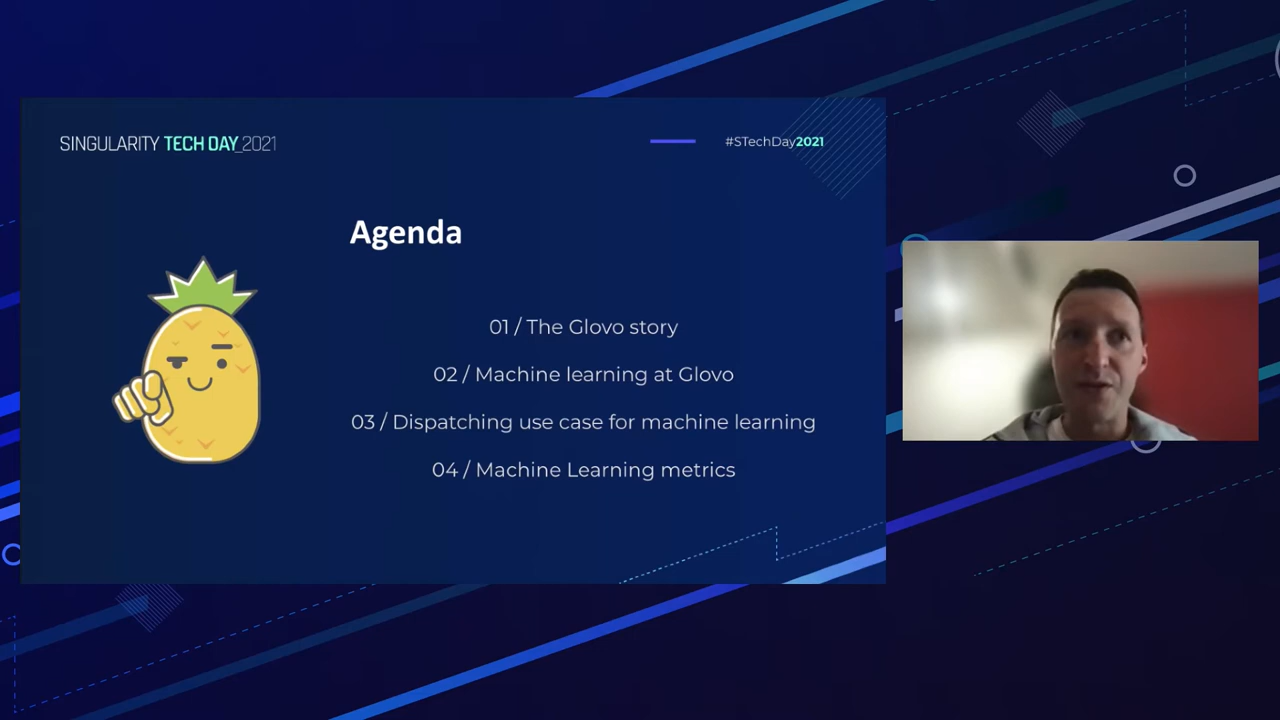 SINGULARITY TECH DAY_2021
#STechDay2021
Agenda
01 / The Glovo story
02 / Machine learning at Glovo
03 / Dispatching use case for machine learning
04 / Machine Learning metrics